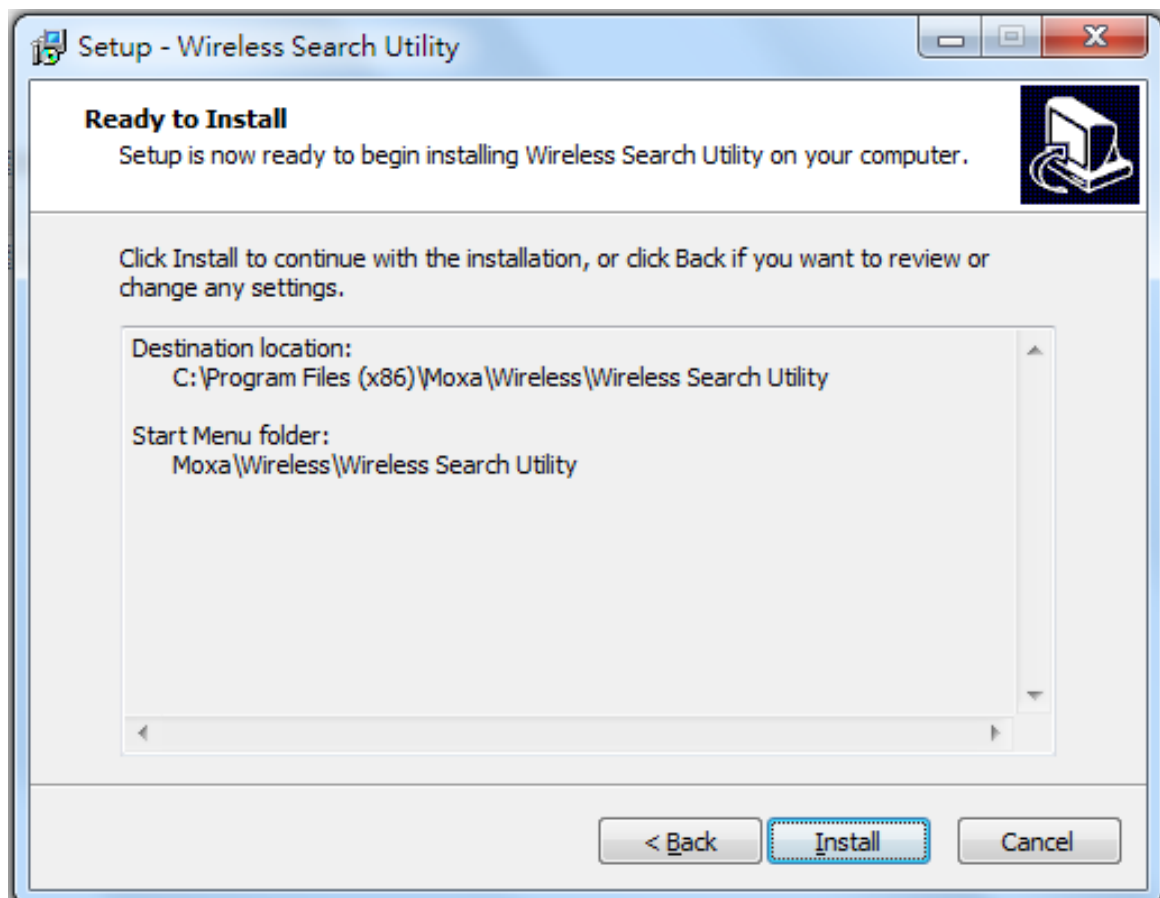 Setup - Wireless Search Utility
Ready to Install
Setup is now ready to begin installing Wireless Search Utility on your computer.
Click Install to continue with the installation, or click Back if you want to review or
change any settings.
Destination location:
C:\Program Files (x86)\Moxa\Wireless\Wireless Search Utility
Start Menu folder:
Moxa\Wireless\Wireless Search Utility
< Back
Install
Cancel